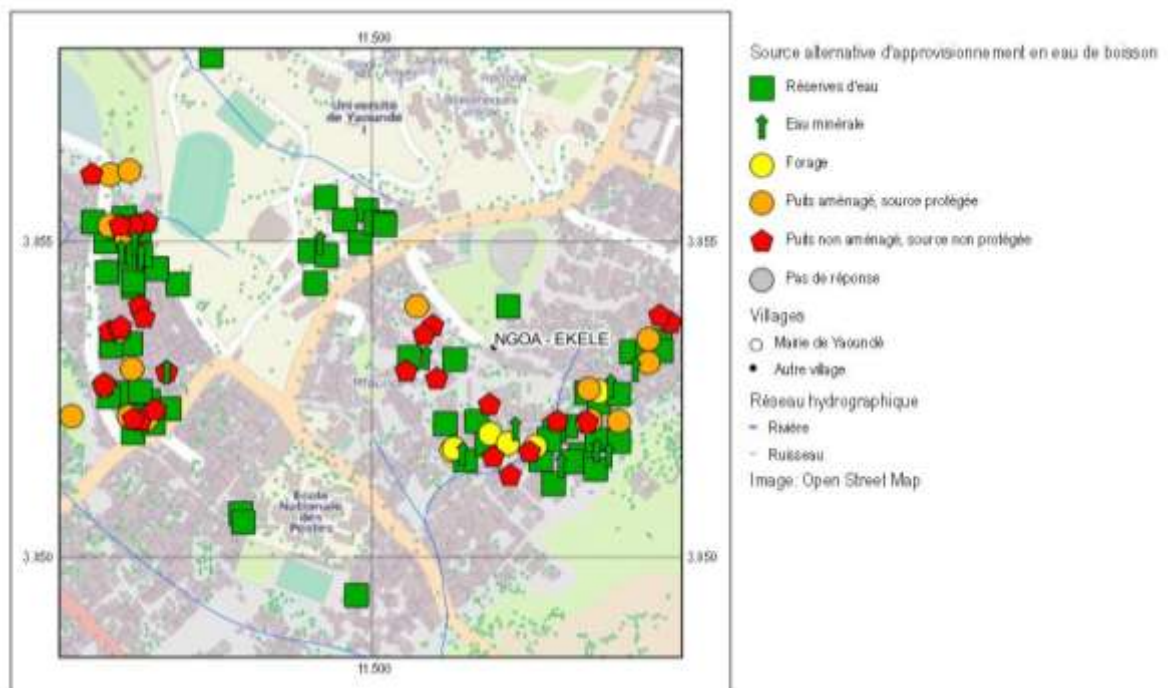 11.500
Université
de Yaoundé
I
3.855
3.855
NGOA - EKELE
Ecole
Nationale
des
Postes
3.850
3.850
11.500
Source alternative d'approvisionnement en eau de boisson
Réserves d'eau
Eau minérale
Forage
Puits aménagé, source protégée
Puits non aménagé, source non protégée
Pas de réponse
Villages
Mairie de Yaoundé
Autre village
Réseau hydrographique
Rivière
Ruisseau
Image: Open Street Map